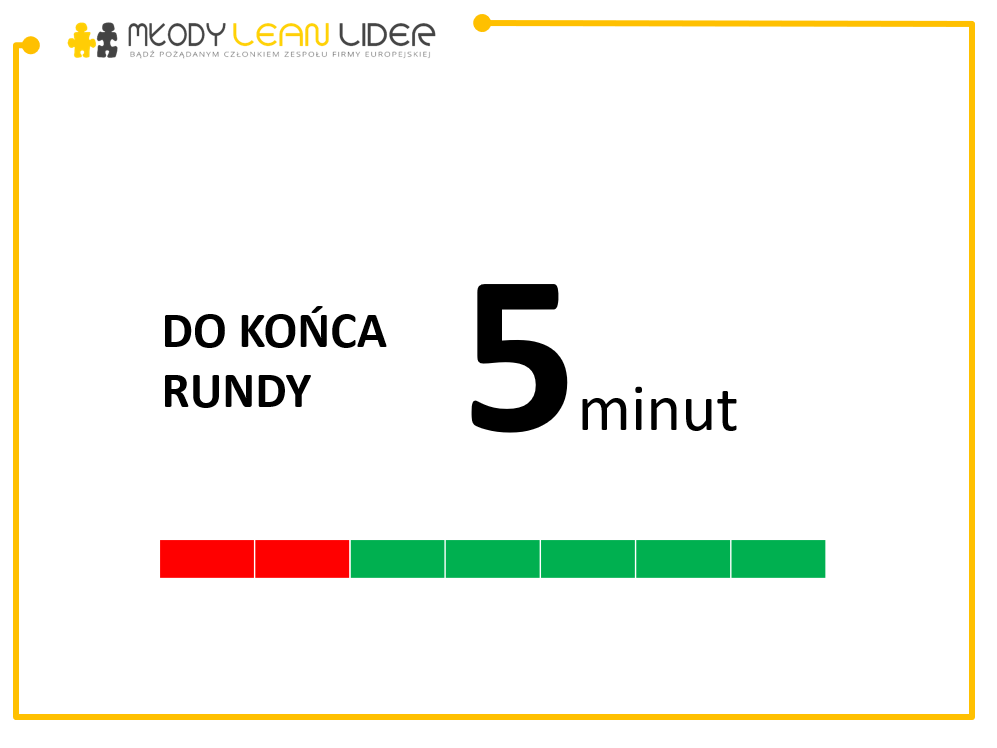 MŁODY LEAN LIDER
BĄDŹ POŻĄDANYM CZŁONKIEM ZESPOŁU FIRMY EUROPEJSKIEJ
DO KOŃCA
RUNDY
5 minut